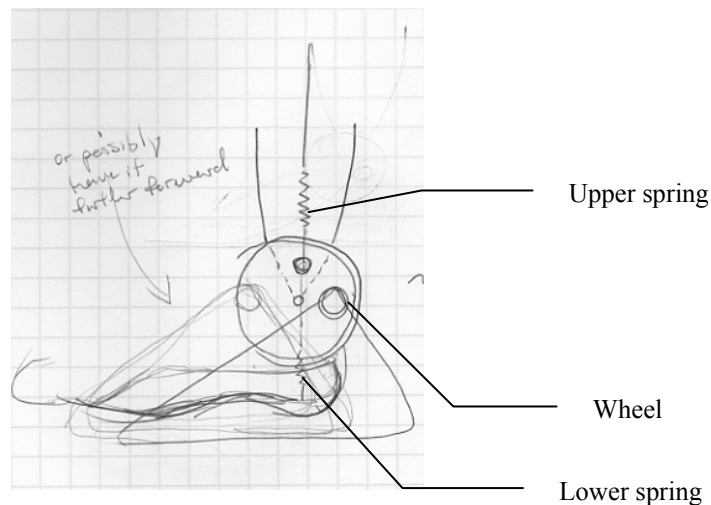 or possibly
have it
further forward
Upper spring
Wheel
Lower spring